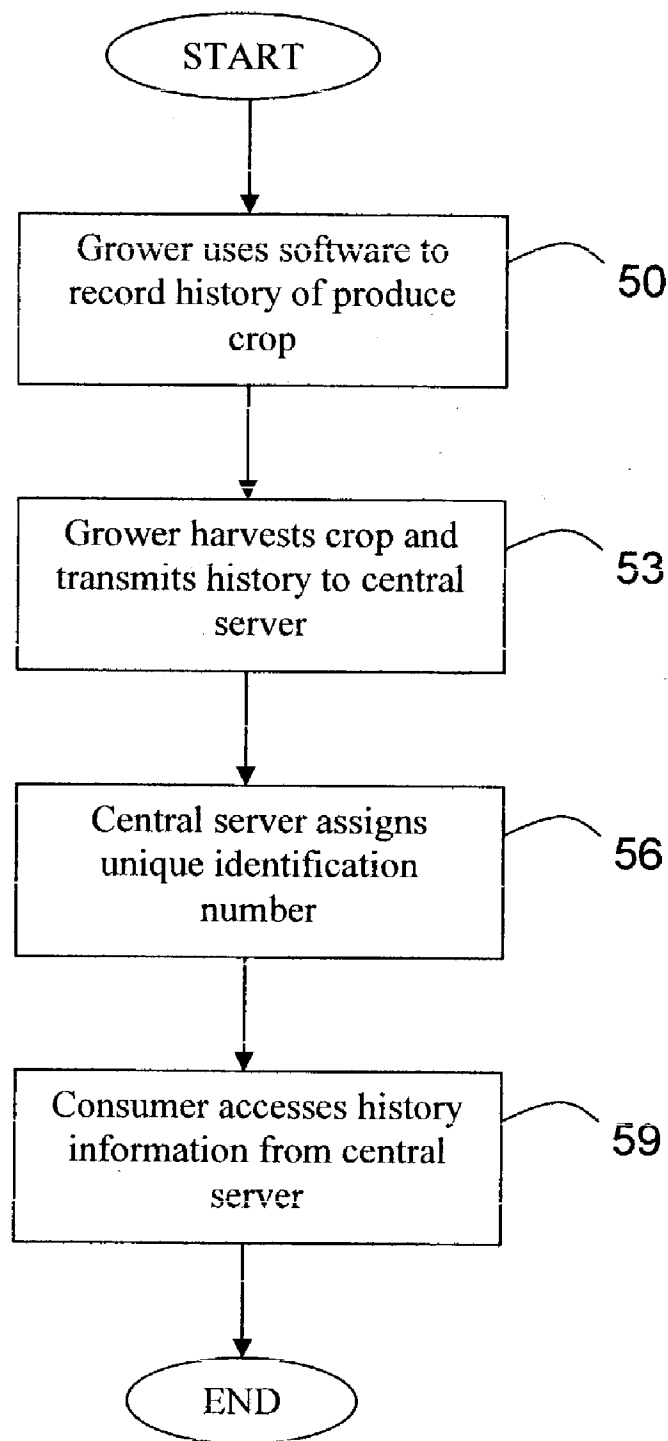 START
Grower uses software to
record history of produce
crop
50
Grower harvests crop and
transmits history to central
server
53
Central server assigns
unique identification
number
56
Consumer accesses history
information from central
server
59
END